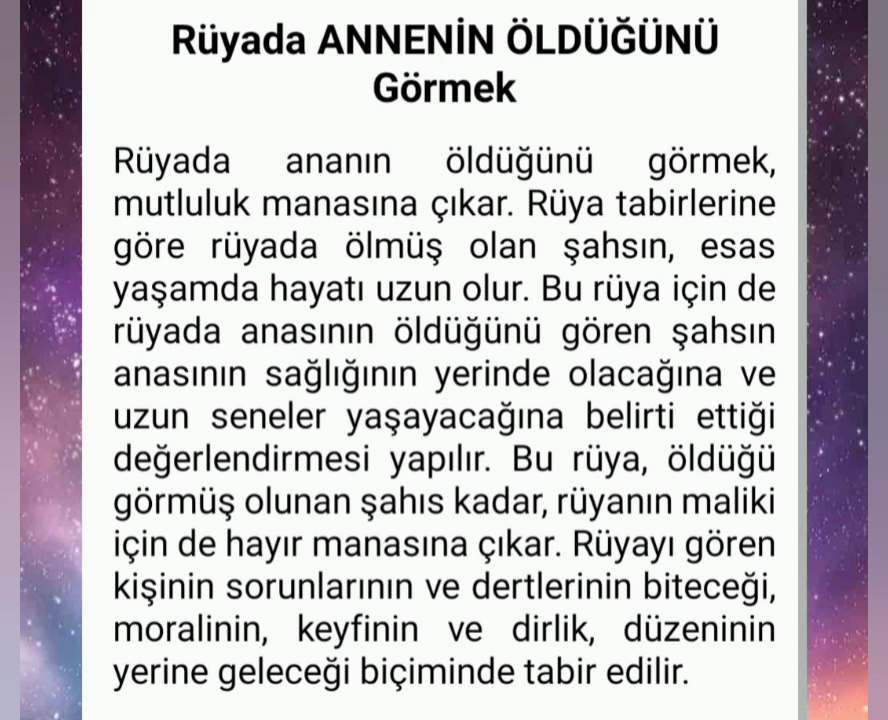 Rüyada ANNENİN ÖLDÜĞÜNÜ
Görmek
Rüyada ananın öldüğünü görmek,
mutluluk manasına çıkar. Rüya tabirlerine
göre rüyada ölmüş olan şahsın, esas
yaşamda hayatı uzun olur. Bu rüya için de
rüyada anasının öldüğünü gören şahsın
anasının sağlığının yerinde olacağına ve
uzun seneler yaşayacağına belirti ettiği
değerlendirmesi yapılır. Bu rüya, öldüğü
görmüş olunan şahıs kadar, rüyanın maliki
için de hayır manasına çıkar. Rüyayı gören
kişinin sorunlarının ve dertlerinin biteceği,
moralinin, keyfinin ve dirlik, düzeninin
yerine geleceği biçiminde tabir edilir.